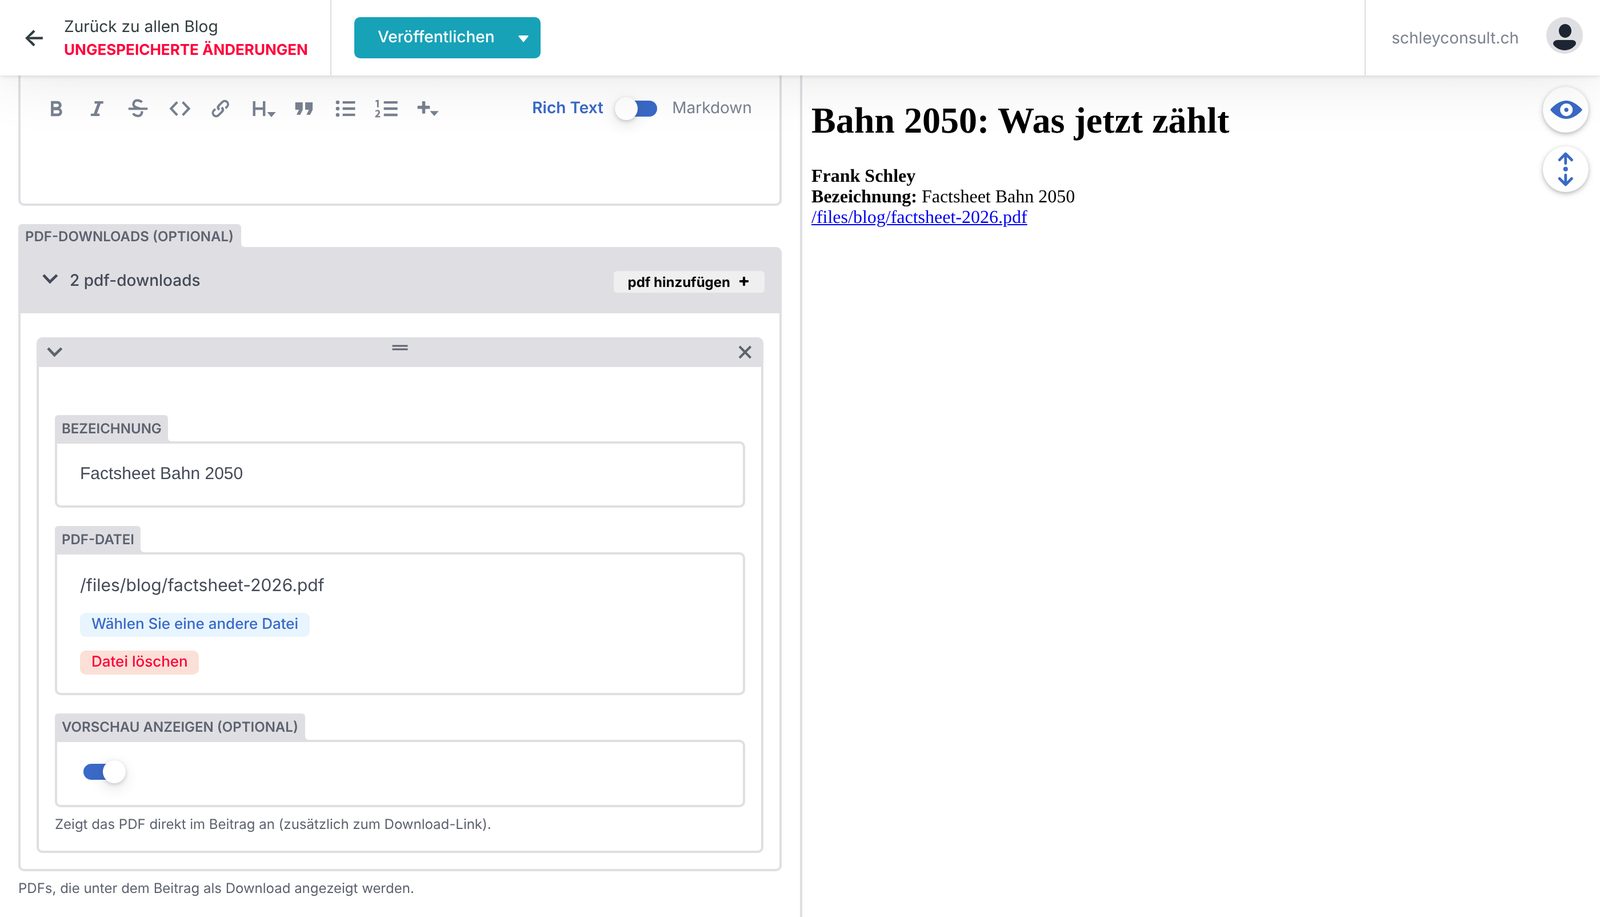 Zurück zu allen Blog
UNGESPEICHERTE ÄNDERUNGEN
Veröffentlichen
schleyconsult.ch
Rich Text
Markdown
PDF-DOWNLOADS (OPTIONAL)
2 pdf-downloads
pdf hinzufügen +
BEZEICHNUNG
Factsheet Bahn 2050
PDF-DATEI
/files/blog/factsheet-2026.pdf
Wählen Sie eine andere Datei
Datei löschen
VORSCHAU ANZEIGEN (OPTIONAL)
Zeigt das PDF direkt im Beitrag an (zusätzlich zum Download-Link).
PDFs, die unter dem Beitrag als Download angezeigt werden.
Bahn 2050: Was jetzt zählt
Frank Schley
Bezeichnung: Factsheet Bahn 2050
/files/blog/factsheet-2026.pdf